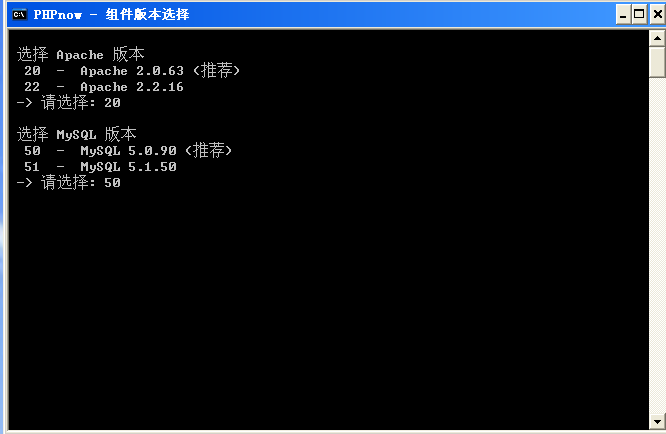 PHPnow - 组件版本选择
选择 Apache 版本
20 - Apache 2.0.63 (推荐)
22 - Apache 2.2.16
-> 请选择: 20
选择 MySQL 版本
50 - MySQL 5.0.90 (推荐)
51 - MySQL 5.1.50
-> 请选择: 50